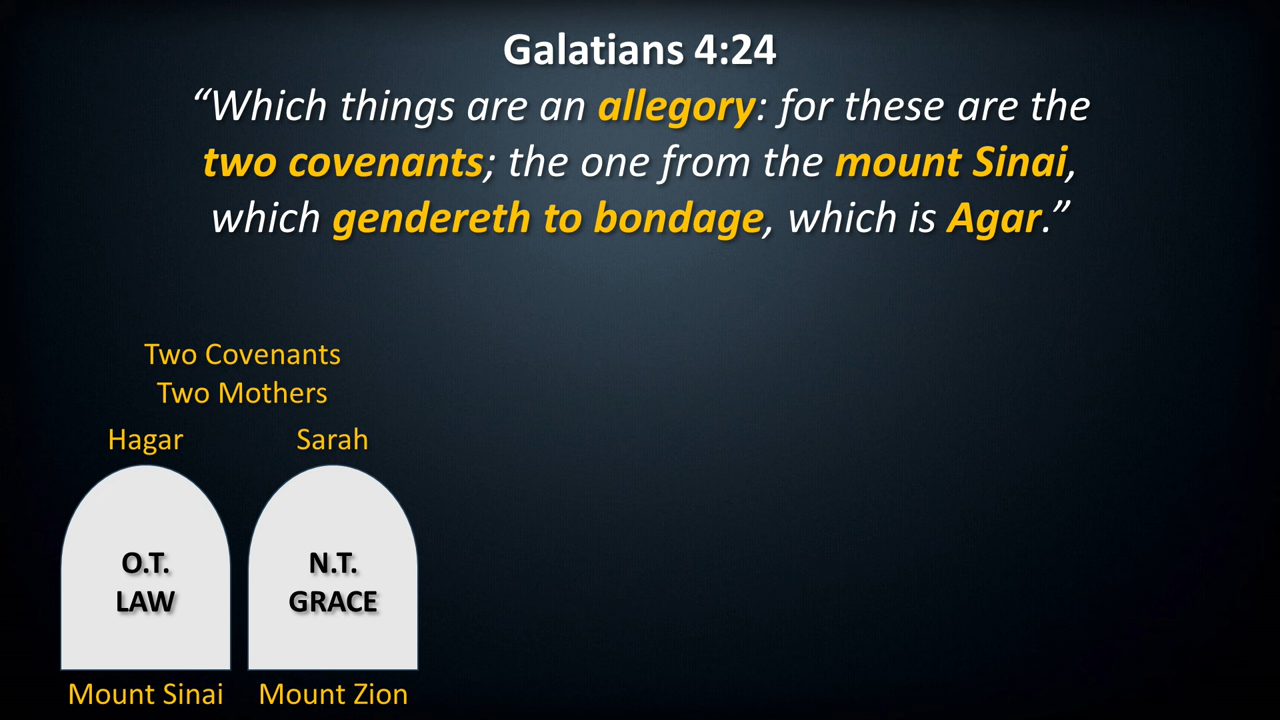 Galatians 4:24
“Which things are an allegory: for these are the
two covenants; the one from the mount Sinai,
which gendereth to bondage, which is Agar.”
Two Covenants
Two Mothers
Hagar Sarah
O.T. N.T.
LAW GRACE
Mount Sinai Mount Zion